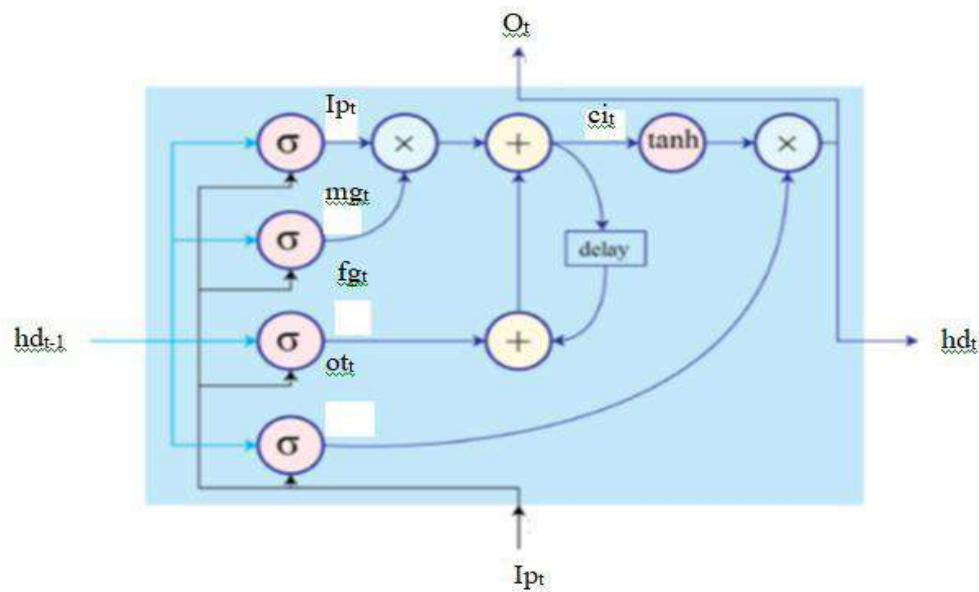 Oₜ
Ipₜ
ciₜ
σ
×
+
tanh
×
mgₜ
σ
delay
fgₜ
hdₜ₋₁
σ
+
hdₜ
otₜ
σ
Ipₜ